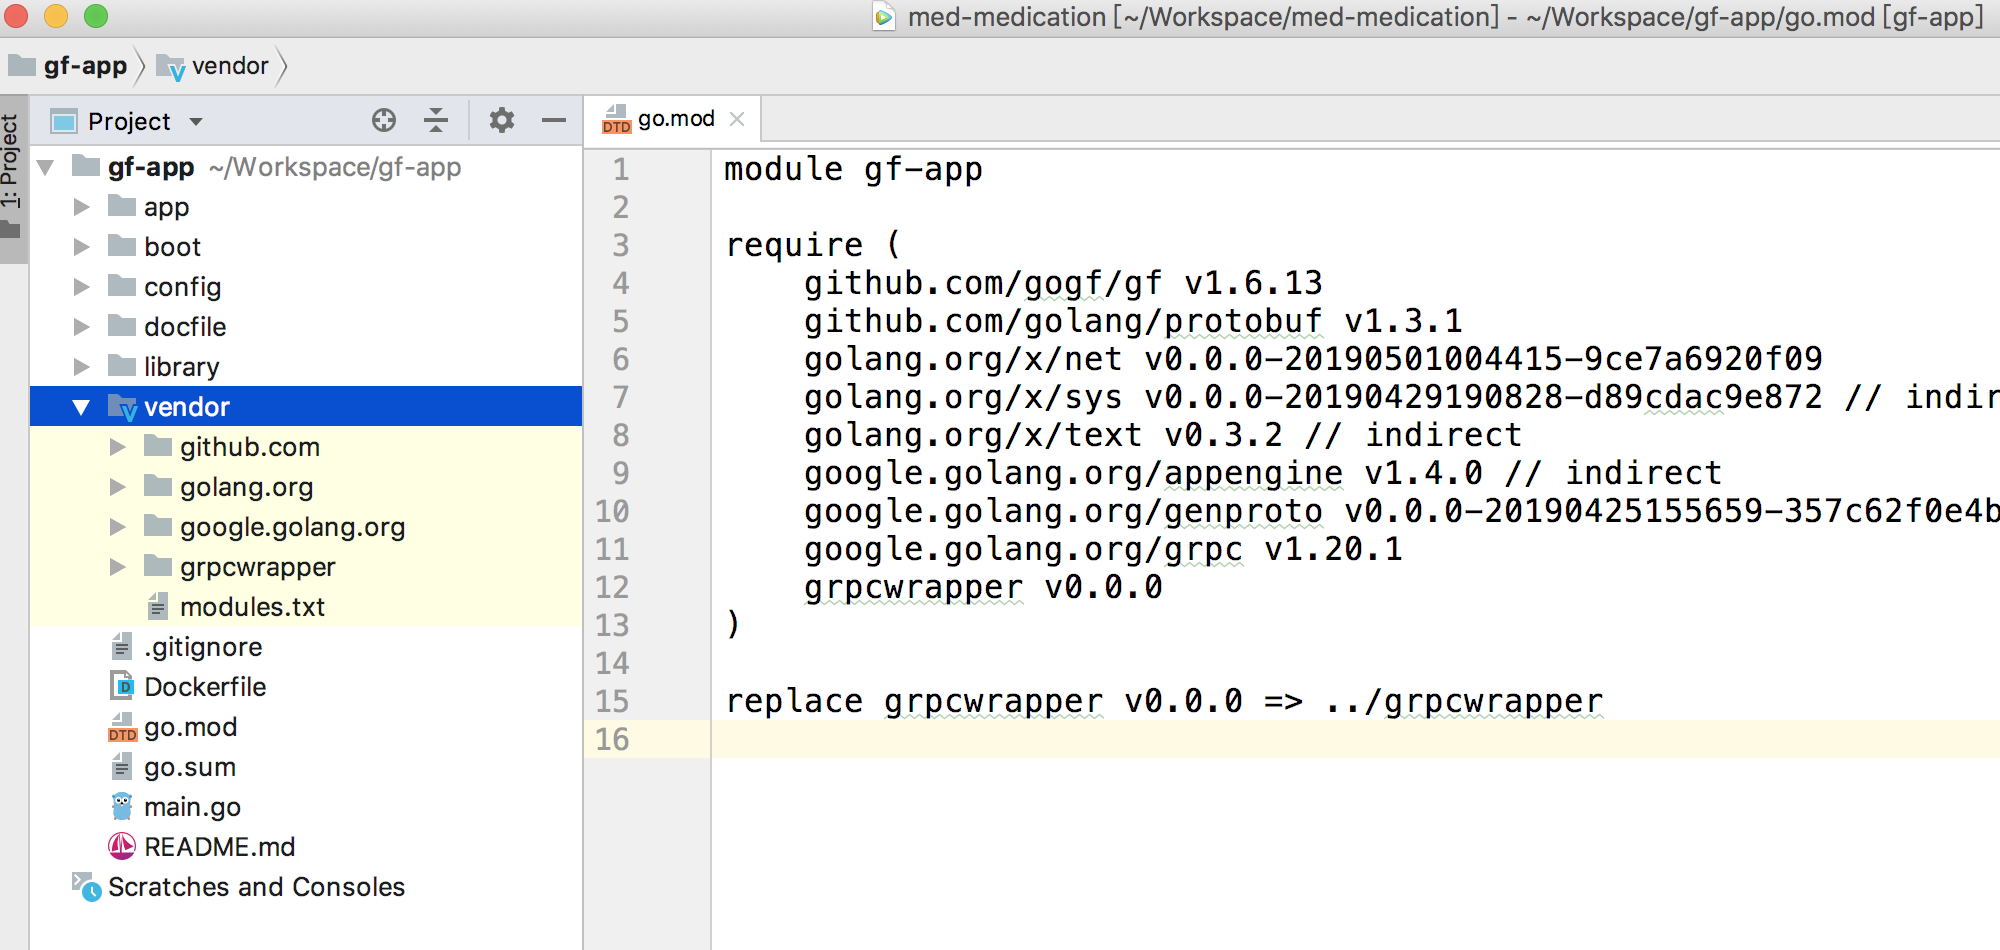 med-medication [~/Workspace/med-medication] - ~/Workspace/gf-app/go.mod [gf-app]
gf-app vendor
1: Project
Project
gf-app ~/Workspace/gf-app
app
boot
config
docfile
library
vendor
github.com
golang.org
google.golang.org
grpcwrapper
modules.txt
.gitignore
Dockerfile
go.mod
go.sum
main.go
README.md
Scratches and Consoles
go.mod
1 module gf-app
2
3 require (
4 github.com/gogf/gf v1.6.13
5 github.com/golang/protobuf v1.3.1
6 golang.org/x/net v0.0.0-20190501004415-9ce7a6920f09
7 golang.org/x/sys v0.0.0-20190429190828-d89cdac9e872 // indir
8 golang.org/x/text v0.3.2 // indirect
9 google.golang.org/appengine v1.4.0 // indirect
10 google.golang.org/genproto v0.0.0-20190425155659-357c62f0e4b
11 google.golang.org/grpc v1.20.1
12 grpcwrapper v0.0.0
13 )
14
15 replace grpcwrapper v0.0.0 => ../grpcwrapper
16